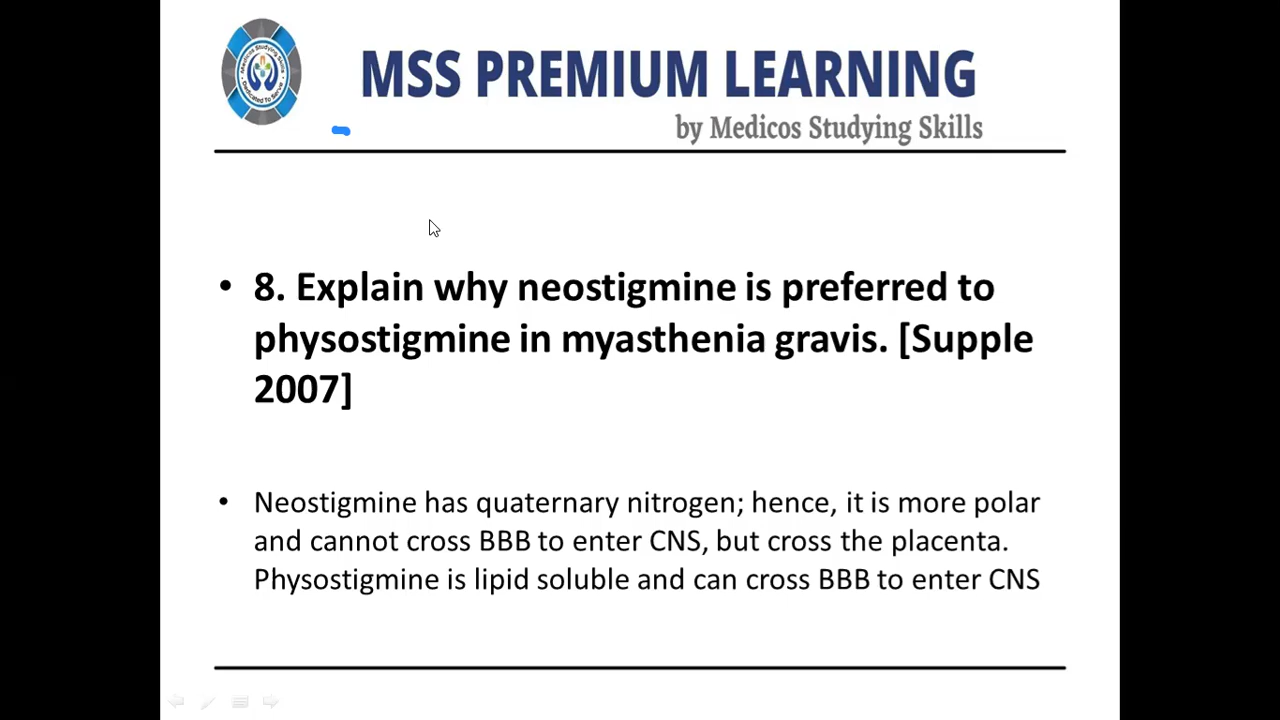 MSS PREMIUM LEARNING
by Medicos Studying Skills
• 8. Explain why neostigmine is preferred to
physostigmine in myasthenia gravis. [Supple
2007]
• Neostigmine has quaternary nitrogen; hence, it is more polar
and cannot cross BBB to enter CNS, but cross the placenta.
Physostigmine is lipid soluble and can cross BBB to enter CNS